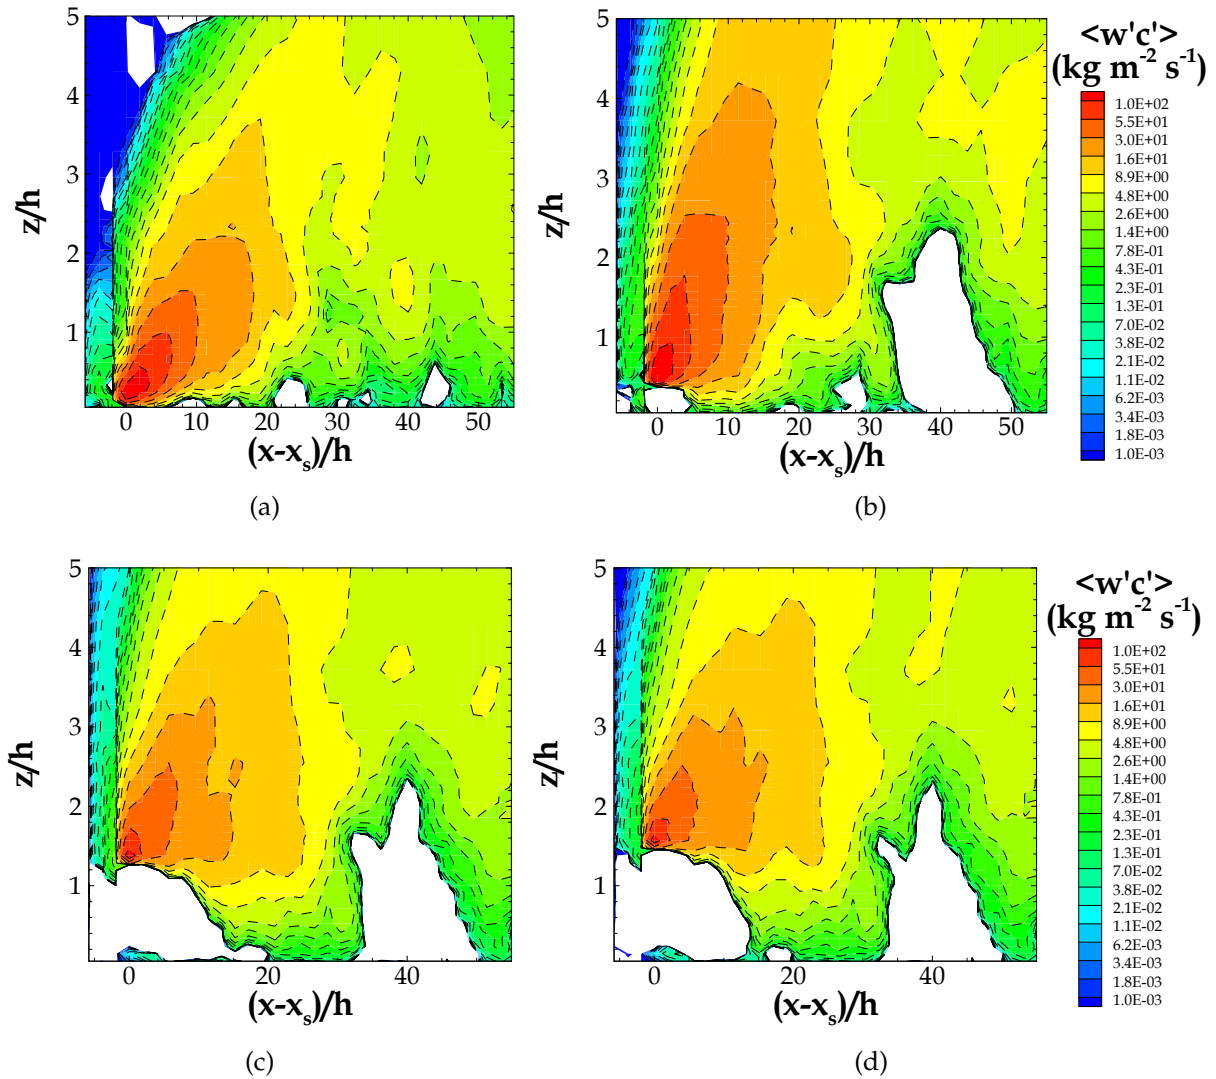 5
4
3
2
1
z/h
0 10 20 30 40 50
(x-xs)/h
(a)
5
4
3
2
1
z/h
0 10 20 30 40 50
(x-xs)/h
(b)
<w'c'>
(kg m-2 s-1)
1.0E+02
5.5E+01
3.0E+01
1.6E+01
8.9E+00
4.8E+00
2.6E+00
1.4E+00
7.8E-01
4.3E-01
2.3E-01
1.3E-01
7.0E-02
3.8E-02
2.1E-02
1.1E-02
6.2E-03
3.4E-03
1.8E-03
1.0E-03
5
4
3
2
1
z/h
0 20 40
(x-xs)/h
(c)
5
4
3
2
1
z/h
0 20 40
(x-xs)/h
(d)
<w'c'>
(kg m-2 s-1)
1.0E+02
5.5E+01
3.0E+01
1.6E+01
8.9E+00
4.8E+00
2.6E+00
1.4E+00
7.8E-01
4.3E-01
2.3E-01
1.3E-01
7.0E-02
3.8E-02
2.1E-02
1.1E-02
6.2E-03
3.4E-03
1.8E-03
1.0E-03